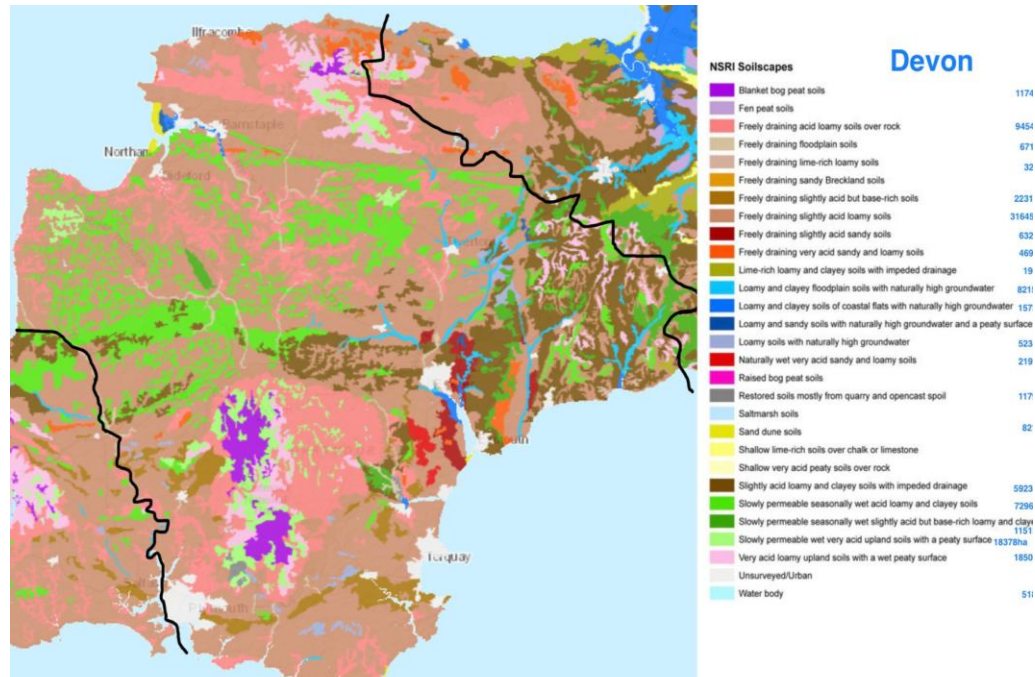 Devon
NSRI Soilscapes
Blanket bog peat soils 1174
Fen peat soils
Freely draining acid loamy soils over rock 9454
Freely draining floodplain soils 671
Freely draining lime-rich loamy soils 32
Freely draining sandy Breckland soils
Freely draining slightly acid but base-rich soils 2231
Freely draining slightly acid loamy soils 31645
Freely draining slightly acid sandy soils 632
Freely draining very acid sandy and loamy soils 469
Lime-rich loamy and clayey soils with impeded drainage 19
Loamy and clayey floodplain soils with naturally high groundwater 8215
Loamy and clayey soils of coastal flats with naturally high groundwater 157
Loamy and sandy soils with naturally high groundwater and a peaty surface
Loamy soils with naturally high groundwater 523
Naturally wet very acid sandy and loamy soils 219
Raised bog peat soils
Restored soils mostly from quarry and opencast spoil 117
Saltmarsh soils
Sand dune soils 82
Shallow lime-rich soils over chalk or limestone
Shallow very acid peaty soils over rock
Slightly acid loamy and clayey soils with impeded drainage 5923
Slowly permeable seasonally wet acid loamy and clayey soils 7296
Slowly permeable seasonally wet slightly acid but base-rich loamy and claye
1151
Slowly permeable wet very acid upland soils with a peaty surface 18378ha
Very acid loamy upland soils with a wet peaty surface 1850
Unsurveyed/Urban
Water body 518
Ilfracombe
Barnstaple
Northam
Bideford
Torquay
Plymouth